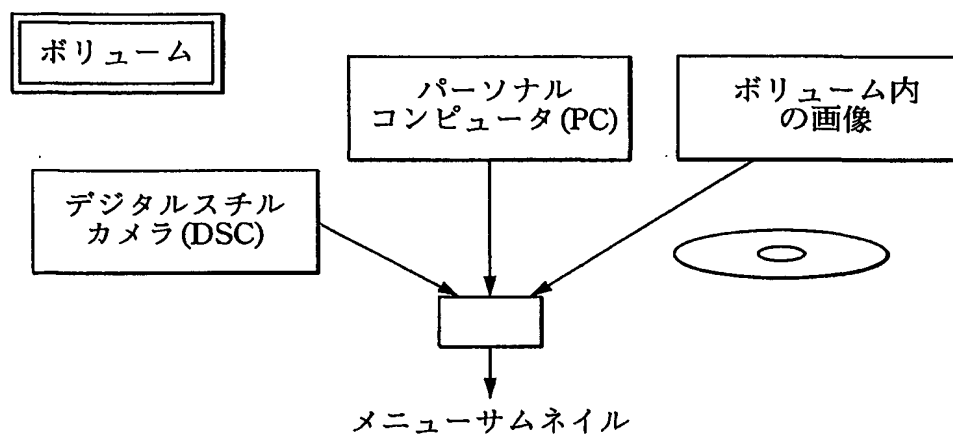 ボリューム
パーソナル
コンピュータ(PC)
ボリューム内
の画像
デジタルスチル
カメラ(DSC)
メニューサムネイル